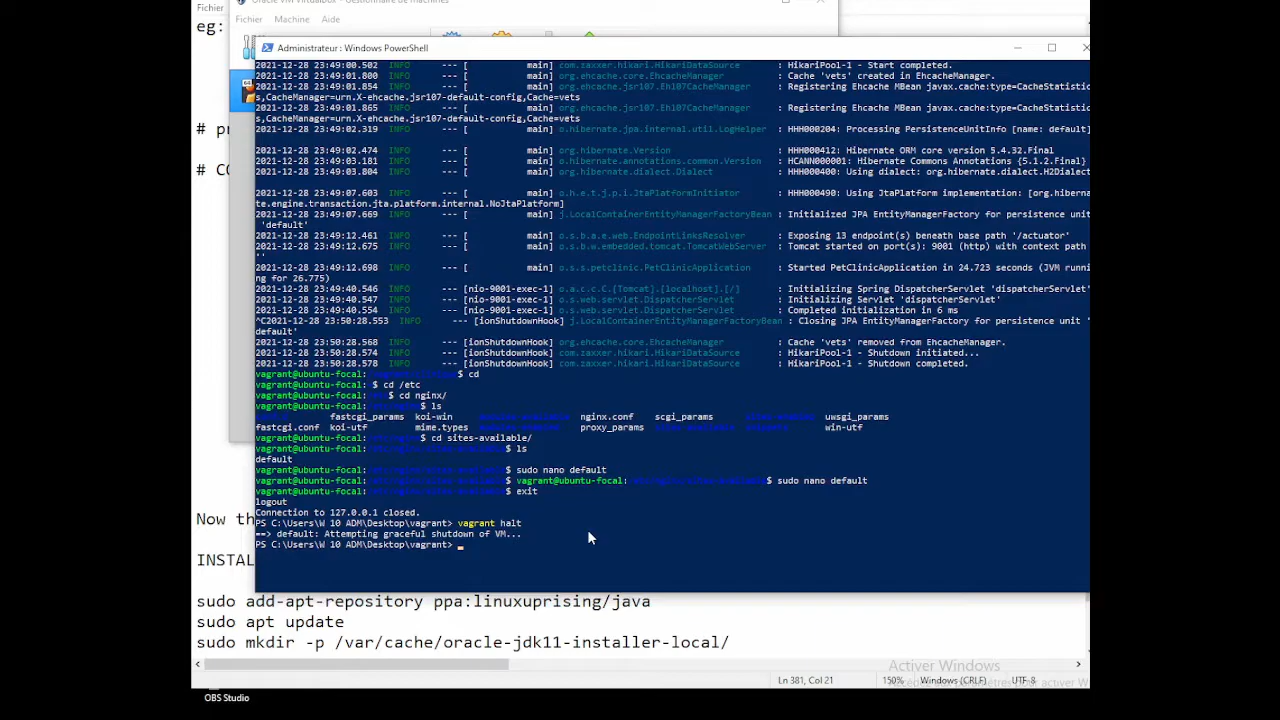 Oracle VM VirtualBox - Gestionnaire de machines
Fichier
Fichier Machine Aide
eg:
Administrateur : Windows PowerShell
2021-12-28 23:49:00.502 INFO --- [ main] com.zaxxer.hikari.HikariDataSource : HikariPool-1 - Start completed.
2021-12-28 23:49:01.800 INFO --- [ main] org.ehcache.core.EhcacheManager : Cache 'vets' created in EhcacheManager.
2021-12-28 23:49:01.854 INFO --- [ main] org.ehcache.jsr107.Eh107CacheManager : Registering Ehcache MBean javax.cache:type=CacheStatistic
s,CacheManager=urn.X-ehcache.jsr107-default-config,Cache=vets
2021-12-28 23:49:01.865 INFO --- [ main] org.ehcache.jsr107.Eh107CacheManager : Registering Ehcache MBean javax.cache:type=CacheStatistic
s,CacheManager=urn.X-ehcache.jsr107-default-config,Cache=vets
2021-12-28 23:49:02.319 INFO --- [ main] o.hibernate.jpa.internal.util.LogHelper : HHH000204: Processing PersistenceUnitInfo [name: default]
2021-12-28 23:49:02.474 INFO --- [ main] org.hibernate.Version : HHH000412: Hibernate ORM core version 5.4.32.Final
2021-12-28 23:49:03.181 INFO --- [ main] o.hibernate.annotations.common.Version : HCANN000001: Hibernate Commons Annotations {5.1.2.Final}
2021-12-28 23:49:03.804 INFO --- [ main] org.hibernate.dialect.Dialect : HHH000400: Using dialect: org.hibernate.dialect.H2Dialec
2021-12-28 23:49:07.603 INFO --- [ main] o.h.e.t.j.p.i.JtaPlatformInitiator : HHH000490: Using JtaPlatform implementation: [org.hiberna
te.engine.transaction.jta.platform.internal.NoJtaPlatform]
2021-12-28 23:49:07.669 INFO --- [ main] j.LocalContainerEntityManagerFactoryBean : Initialized JPA EntityManagerFactory for persistence unit
'default'
2021-12-28 23:49:12.461 INFO --- [ main] o.s.b.a.e.web.EndpointLinksResolver : Exposing 13 endpoint(s) beneath base path '/actuator'
2021-12-28 23:49:12.675 INFO --- [ main] o.s.b.w.embedded.tomcat.TomcatWebServer : Tomcat started on port(s): 9001 (http) with context path
''
2021-12-28 23:49:12.698 INFO --- [ main] o.s.s.petclinic.PetClinicApplication : Started PetClinicApplication in 24.723 seconds (JVM runni
ng for 26.775)
2021-12-28 23:49:40.546 INFO --- [nio-9001-exec-1] o.a.c.c.C.[Tomcat].[localhost].[/] : Initializing Spring DispatcherServlet 'dispatcherServlet'
2021-12-28 23:49:40.547 INFO --- [nio-9001-exec-1] o.s.web.servlet.DispatcherServlet : Initializing Servlet 'dispatcherServlet'
2021-12-28 23:49:40.554 INFO --- [nio-9001-exec-1] o.s.web.servlet.DispatcherServlet : Completed initialization in 6 ms
^C2021-12-28 23:50:28.553 INFO --- [ionShutdownHook] j.LocalContainerEntityManagerFactoryBean : Closing JPA EntityManagerFactory for persistence unit '
default'
2021-12-28 23:50:28.568 INFO --- [ionShutdownHook] org.ehcache.core.EhcacheManager : Cache 'vets' removed from EhcacheManager.
2021-12-28 23:50:28.574 INFO --- [ionShutdownHook] com.zaxxer.hikari.HikariDataSource : HikariPool-1 - Shutdown initiated...
2021-12-28 23:50:28.578 INFO --- [ionShutdownHook] com.zaxxer.hikari.HikariDataSource : HikariPool-1 - Shutdown completed.
vagrant@ubuntu-focal: $ cd
vagrant@ubuntu-focal: $ cd /etc
vagrant@ubuntu-focal: $ cd nginx/
vagrant@ubuntu-focal: $ ls
fastcgi_params koi-win nginx.conf scgi_params uwsgi_params
fastcgi.conf koi-utf mime.types proxy_params win-utf
vagrant@ubuntu-focal: $ cd sites-available/
vagrant@ubuntu-focal: $ ls
default
vagrant@ubuntu-focal: $ sudo nano default
vagrant@ubuntu-focal: $ vagrant@ubuntu-focal: $ sudo nano default
vagrant@ubuntu-focal: $ exit
logout
Connection to 127.0.0.1 closed.
PS C:\Users\W 10 ADM\Desktop\vagrant> vagrant halt
==> default: Attempting graceful shutdown of VM...
PS C:\Users\W 10 ADM\Desktop\vagrant> _
# pr
# CO
Now th
INSTAL
sudo add-apt-repository ppa:linuxuprising/java
sudo apt update
sudo mkdir -p /var/cache/oracle-jdk11-installer-local/
Activer Windows
Ln 381, Col 21 150% Windows (CRLF) UTF-8
OBS Studio